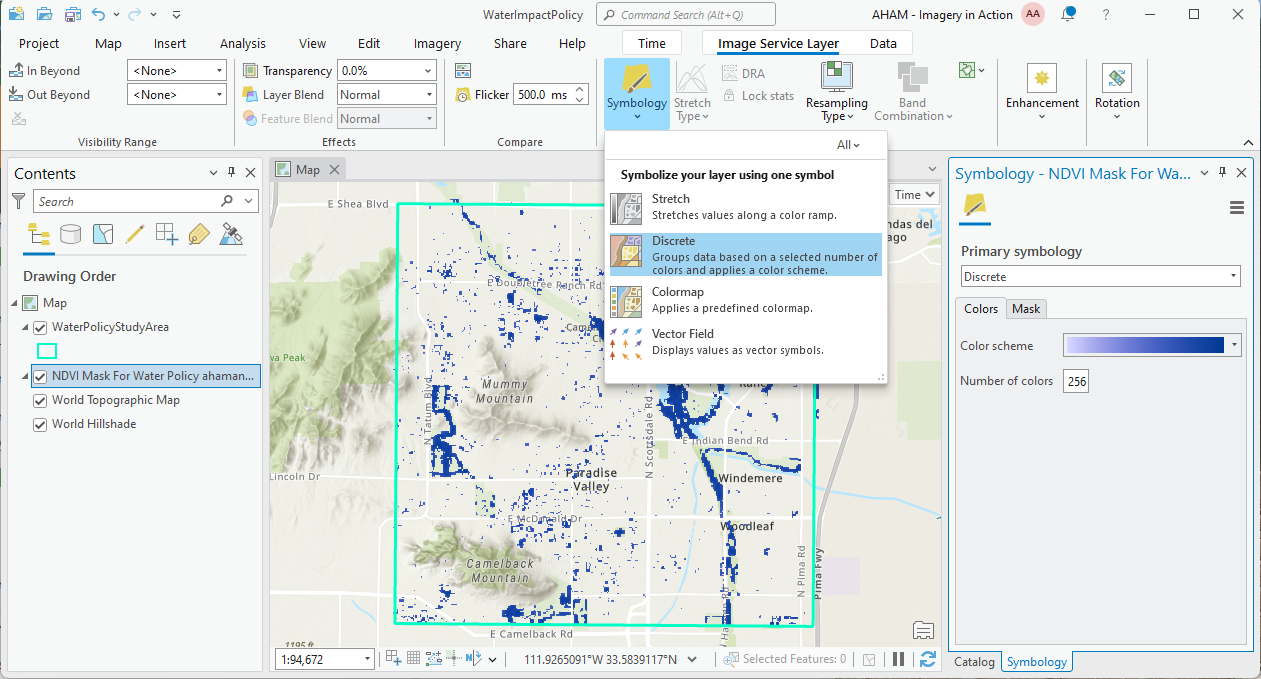 WaterImpactPolicy
Command Search (Alt+Q)
AHAM - Imagery in Action
AA
?
Project
Map
Insert
Analysis
View
Edit
Imagery
Share
Help
Time
Image Service Layer
Data
In Beyond
<None>
Out Beyond
<None>
Visibility Range
Transparency
0.0%
Layer Blend
Normal
Feature Blend
Normal
Effects
Flicker
500.0 ms
Compare
Symbology
Stretch
Type
DRA
Lock stats
Resampling
Type
Band
Combination
Enhancement
Rotation
All
Symbolize your layer using one symbol
Stretch
Stretches values along a color ramp.
Discrete
Groups data based on a selected number of
colors and applies a color scheme.
Colormap
Applies a predefined colormap.
Vector Field
Displays values as vector symbols.
Contents
Search
Drawing Order
Map
WaterPolicyStudyArea
NDVI Mask For Water Policy ahaman...
World Topographic Map
World Hillshade
Map
Time
E Shea Blvd
E Doubletree Ranch Rd
ndas del
ago
wa Peak
Mummy
Mountain
N Tatum Blvd
N Scottsdale Rd
E Indian Bend Rd
Lincoln Dr
Paradise
Valley
Windemere
E McDonald Dr
Woodleaf
Camelback
Mountain
N Pima Rd
Pima Fwy
E Camelback Rd
1195 ft
1:94,672
111.9265091°W 33.5839117°N
Selected Features: 0
Symbology - NDVI Mask For Wa...
Primary symbology
Discrete
Colors
Mask
Color scheme
Number of colors
256
Catalog
Symbology